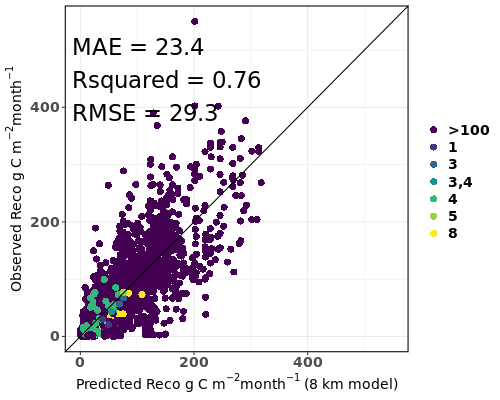 MAE = 23.4
Rsquared = 0.76
RMSE = 29.3
Observed Reco g C m⁻²month⁻¹
400
200
0
0 200 400
Predicted Reco g C m⁻²month⁻¹ (8 km model)
>100
1
3
3,4
4
5
8